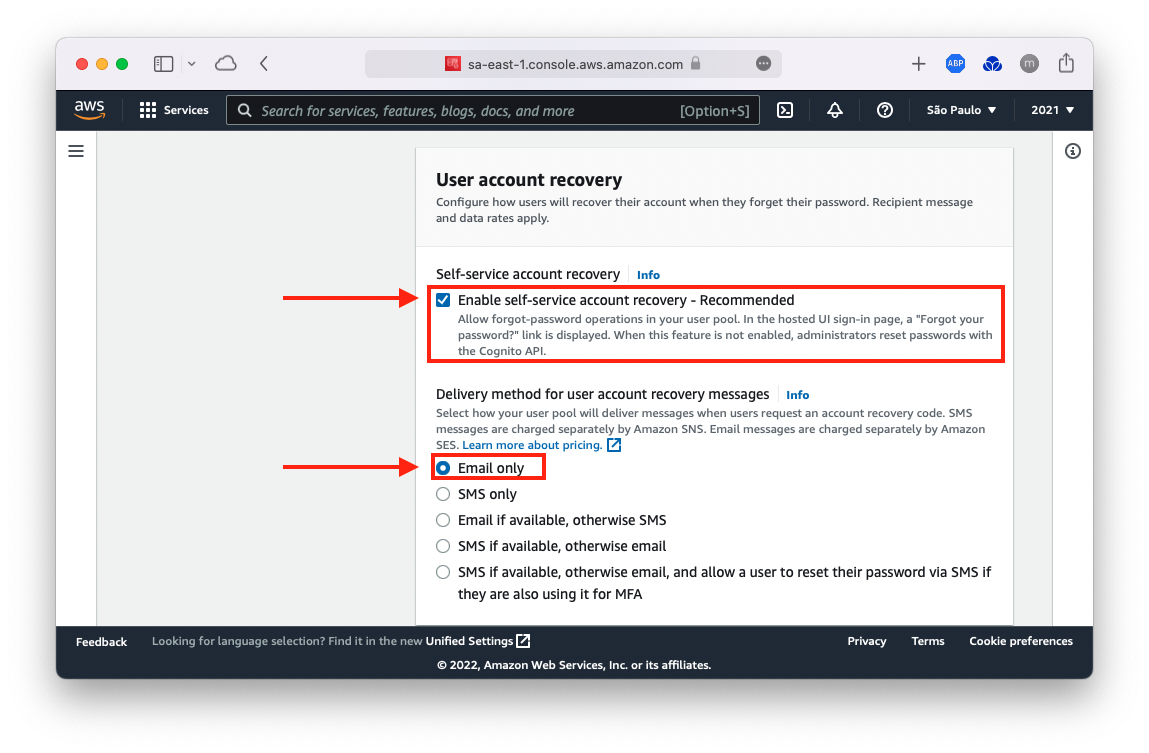 sa-east-1.console.aws.amazon.com
ABP
m
aws
Services
Search for services, features, blogs, docs, and more
[Option+S]
São Paulo
2021
User account recovery
Configure how users will recover their account when they forget their password. Recipient message
and data rates apply.
Self-service account recovery
Info
Enable self-service account recovery - Recommended
Allow forgot-password operations in your user pool. In the hosted UI sign-in page, a "Forgot your
password?" link is displayed. When this feature is not enabled, administrators reset passwords with
the Cognito API.
Delivery method for user account recovery messages
Info
Select how your user pool will deliver messages when users request an account recovery code. SMS
messages are charged separately by Amazon SNS. Email messages are charged separately by Amazon
SES. Learn more about pricing.
Email only
SMS only
Email if available, otherwise SMS
SMS if available, otherwise email
SMS if available, otherwise email, and allow a user to reset their password via SMS if
they are also using it for MFA
Feedback
Looking for language selection? Find it in the new Unified Settings
Privacy
Terms
Cookie preferences
© 2022, Amazon Web Services, Inc. or its affiliates.